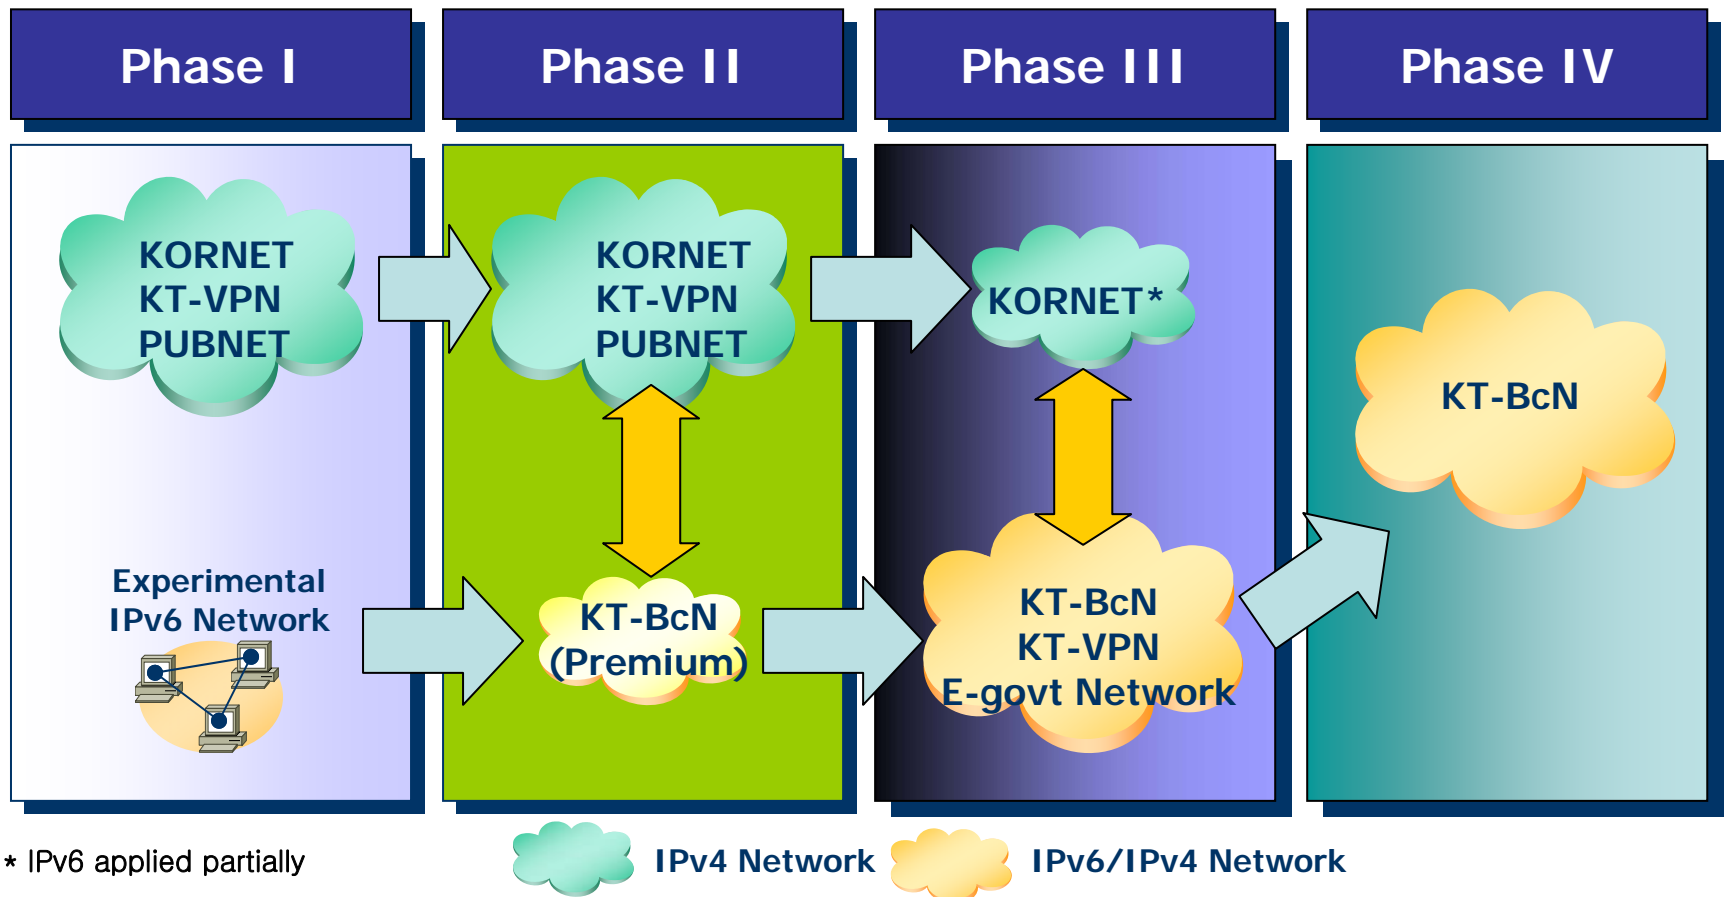 Phase I
Phase II
Phase III
Phase IV
KORNET
KT-VPN
PUBNET
Experimental
IPv6 Network
KORNET
KT-VPN
PUBNET
KT-BcN
(Premium)
KORNET*
KT-BcN
KT-VPN
E-govt Network
KT-BcN
* IPv6 applied partially
IPv4 Network
IPv6/IPv4 Network